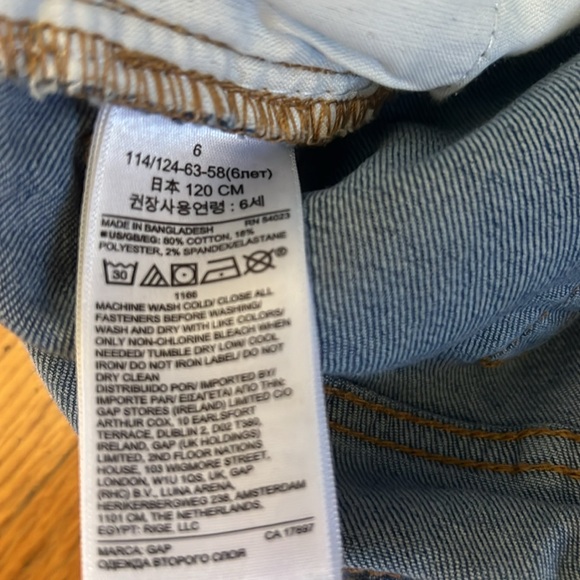 6
114/124-63-58(6лет)
日本 120 CM
권장사용연령 : 6세
MADE IN BANGLADESH RN 54023
US/GB/EG: 80% COTTON, 18%
POLYESTER, 2% SPANDEX/ELASTANE
30
1166
MACHINE WASH COLD/ CLOSE ALL
FASTENERS BEFORE WASHING/
WASH AND DRY WITH LIKE COLORS/
ONLY NON-CHLORINE BLEACH WHEN
NEEDED/ TUMBLE DRY LOW/ COOL
IRON/ DO NOT IRON LABEL/ DO NOT
DRY CLEAN
DISTRIBUIDO POR/ IMPORTED BY/
IMPORTE PAR/ ΕΙΣΑΓΕΤΑΙ ΑΠΟ ΤΗΝ:
GAP STORES (IRELAND) LIMITED C/O
ARTHUR COX, 10 EARLSFORT
TERRACE, DUBLIN 2, D02 T380,
IRELAND, GAP (UK HOLDINGS)
LIMITED, 2ND FLOOR NATIONS
HOUSE, 103 WIGMORE STREET,
LONDON, W1U 1QS, UK, GAP
(RHC) B.V., LUNA ARENA,
HERIKERBERGWEG 238, AMSTERDAM
1101 CM, THE NETHERLANDS
EGYPT: RIGE, LLC
CA 17897
MARCA: GAP
ОДЕЖДА ВТОРОГО СЛОЯ